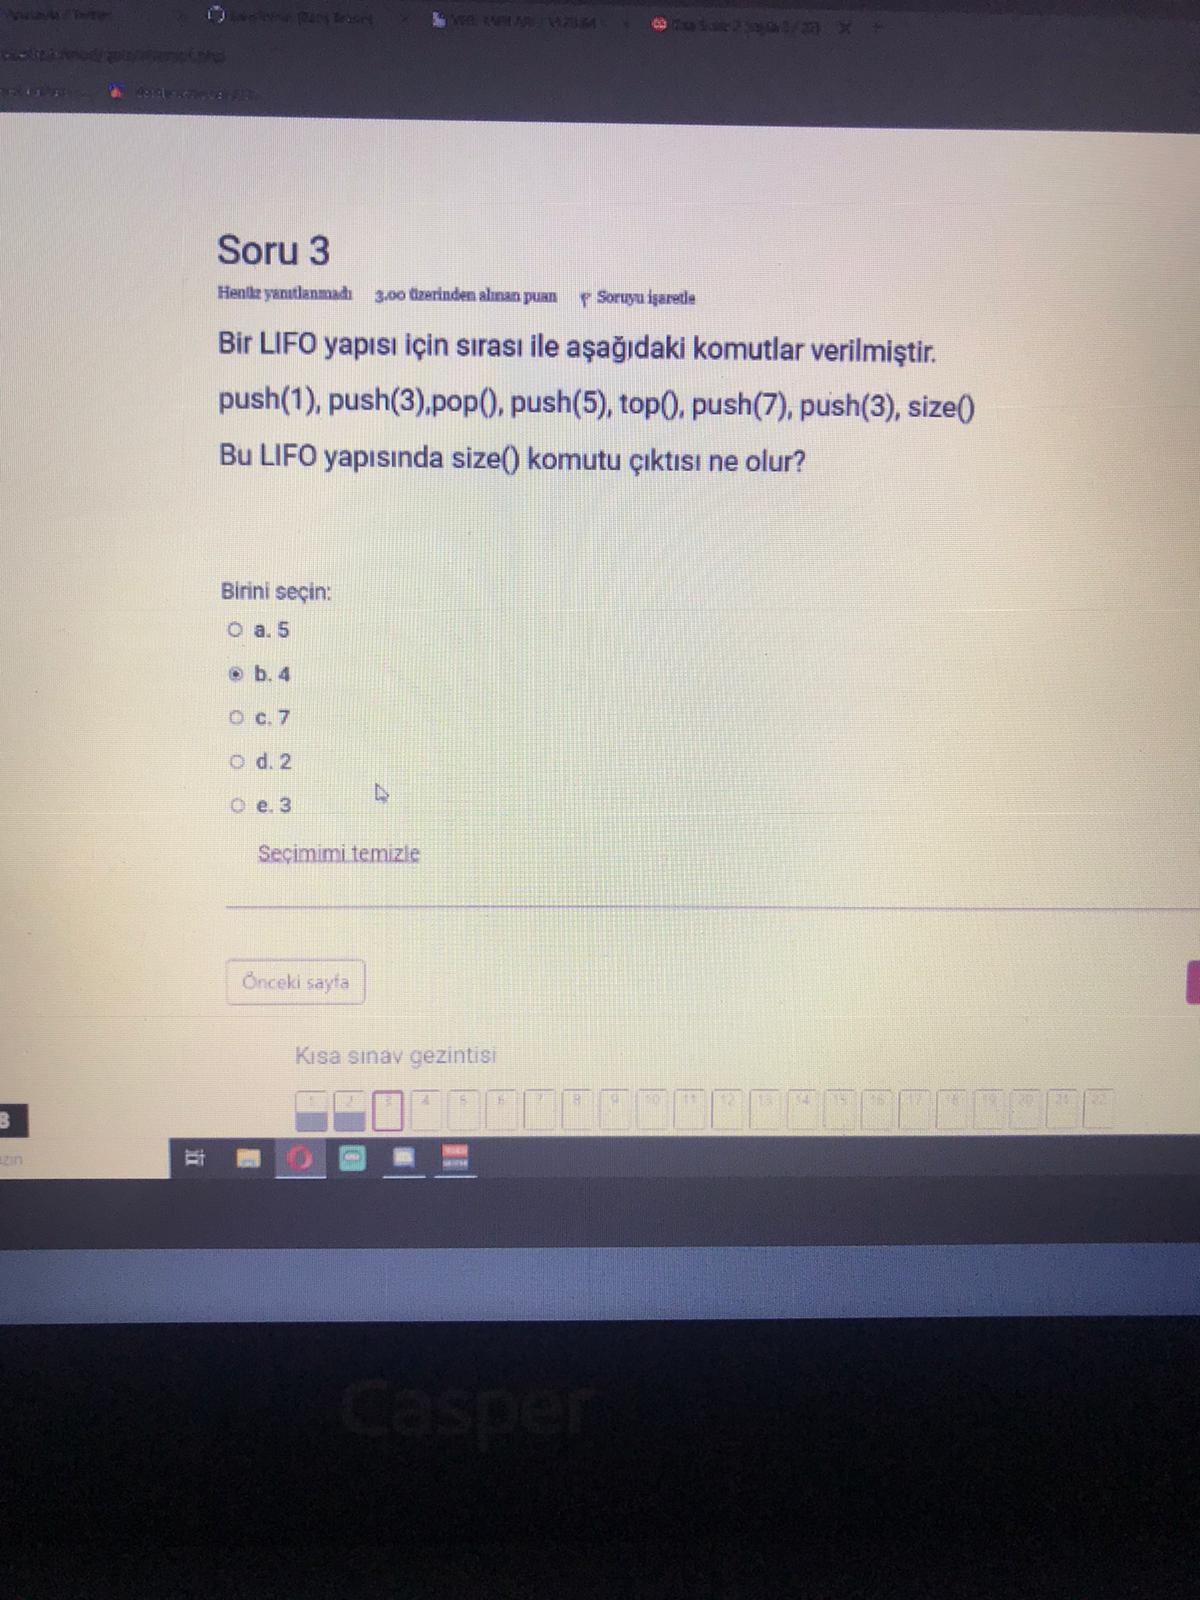 Soru 3
Henüz yanıtlanmadı 3,00 üzerinden alınan puan Soruyu işaretle
Bir LIFO yapısı için sırası ile aşağıdaki komutlar verilmiştir.
push(1), push(3),pop(), push(5), top(), push(7), push(3), size()
Bu LIFO yapısında size() komutu çıktısı ne olur?
Birini seçin:
a. 5
b. 4
c. 7
d. 2
e. 3
Seçimimi temizle
Önceki sayfa
Kısa sınav gezintisi
1 2 3 4 5 6 7 8 9 10 11 12 13 14 15 16 17 18 19 20 21 22
Casper